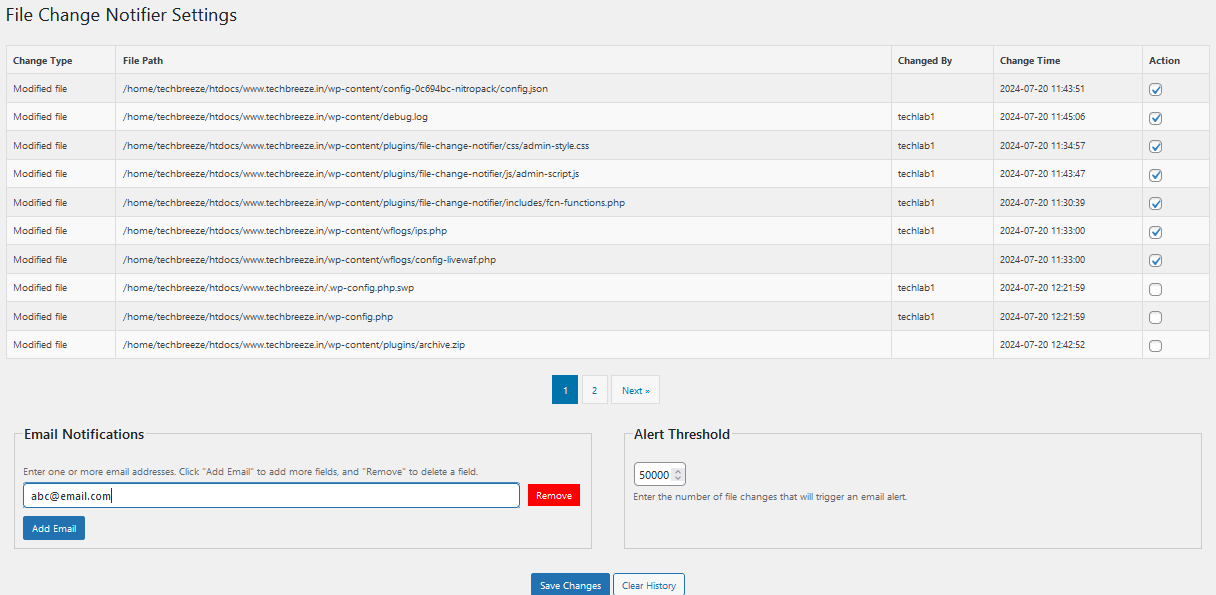 File Change Notifier Settings
Change Type File Path Changed By Change Time Action
Modified file /home/techbreeze/htdocs/www.techbreeze.in/wp-content/config-0c694bc-nitropack/config.json 2024-07-20 11:43:51
Modified file /home/techbreeze/htdocs/www.techbreeze.in/wp-content/debug.log techlab1 2024-07-20 11:45:06
Modified file /home/techbreeze/htdocs/www.techbreeze.in/wp-content/plugins/file-change-notifier/css/admin-style.css techlab1 2024-07-20 11:34:57
Modified file /home/techbreeze/htdocs/www.techbreeze.in/wp-content/plugins/file-change-notifier/js/admin-script.js techlab1 2024-07-20 11:43:47
Modified file /home/techbreeze/htdocs/www.techbreeze.in/wp-content/plugins/file-change-notifier/includes/fcn-functions.php techlab1 2024-07-20 11:30:39
Modified file /home/techbreeze/htdocs/www.techbreeze.in/wp-content/wflogs/ips.php techlab1 2024-07-20 11:33:00
Modified file /home/techbreeze/htdocs/www.techbreeze.in/wp-content/wflogs/config-livewaf.php 2024-07-20 11:33:00
Modified file /home/techbreeze/htdocs/www.techbreeze.in/.wp-config.php.swp techlab1 2024-07-20 12:21:59
Modified file /home/techbreeze/htdocs/www.techbreeze.in/wp-config.php techlab1 2024-07-20 12:21:59
Modified file /home/techbreeze/htdocs/www.techbreeze.in/wp-content/plugins/archive.zip 2024-07-20 12:42:52
1 2 Next »
Email Notifications
Enter one or more email addresses. Click "Add Email" to add more fields, and "Remove" to delete a field.
abc@email.com Remove
Add Email
Alert Threshold
50000
Enter the number of file changes that will trigger an email alert.
Save Changes Clear History